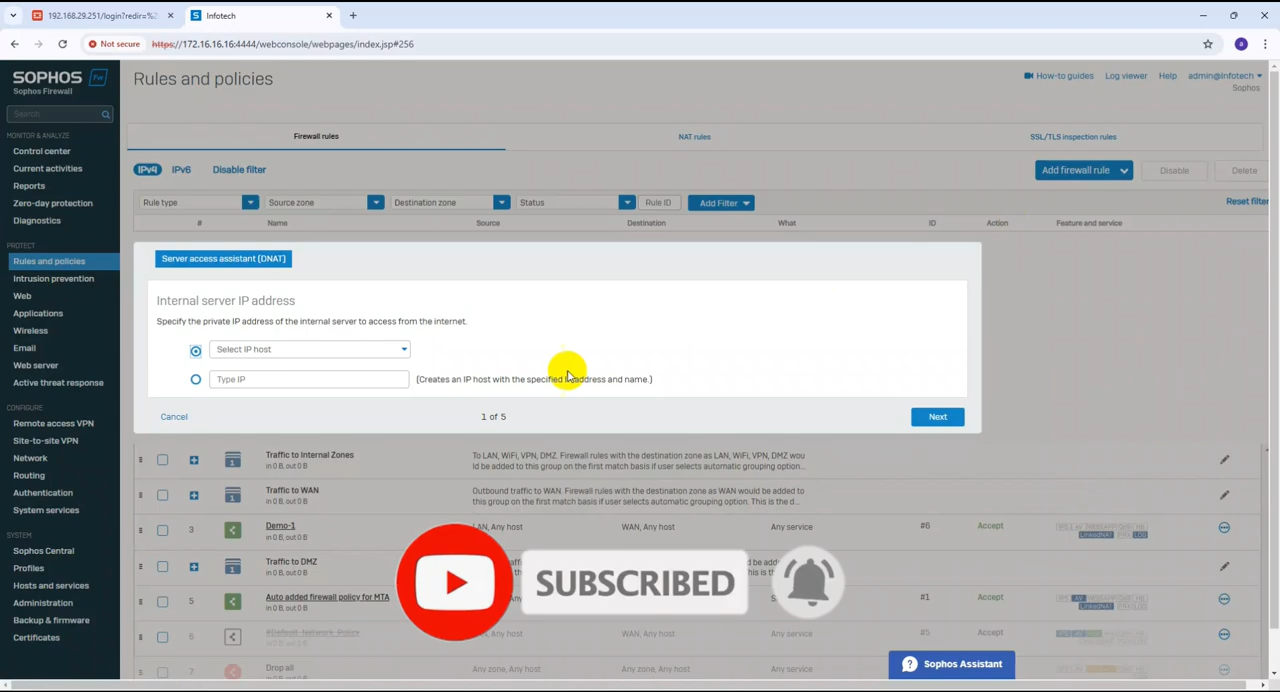 192.168.29.251/login?redir=%2
Infotech
Not secure
https://172.16.16.16:4444/webconsole/webpages/index.jsp#256
a
SOPHOS
Sophos Firewall
Rules and policies
How-to guides
Log viewer
Help
admin@Infotech
Sophos
Search
MONITOR & ANALYZE
Control center
Current activities
Reports
Zero-day protection
Diagnostics
PROTECT
Rules and policies
Intrusion prevention
Web
Applications
Wireless
Email
Web server
Active threat response
CONFIGURE
Remote access VPN
Site-to-site VPN
Network
Routing
Authentication
System services
SYSTEM
Sophos Central
Profiles
Hosts and services
Administration
Backup & firmware
Certificates
Firewall rules
NAT rules
SSL/TLS inspection rules
IPv4
IPv6
Disable filter
Add firewall rule
Disable
Delete
Rule type
Source zone
Destination zone
Status
Rule ID
Add Filter
Reset filter
#
Name
Source
Destination
What
ID
Action
Feature and service
Server access assistant (DNAT)
Internal server IP address
Specify the private IP address of the internal server to access from the internet.
Select IP host
Type IP
(Creates an IP host with the specified IP address and name.)
Cancel
1 of 5
Next
1
Traffic to Internal Zones
in 0 B, out 0 B
To LAN, WiFi, VPN, DMZ. Firewall rules with the destination zone as LAN, WiFi, VPN, DMZ wou
ld be added to this group on the first match basis if user selects automatic grouping option...
1
Traffic to WAN
in 0 B, out 0 B
Outbound traffic to WAN. Firewall rules with the destination zone as WAN would be added to
this group on the first match basis if user selects automatic grouping option. This is the d...
3
Demo-1
in 0 B, out 0 B
LAN, Any host
WAN, Any host
Any service
#6
Accept
LinkedNAT
LOG
1
Traffic to DMZ
in 0 B, out 0 B
5
Auto added firewall policy for MTA
in 0 B, out 0 B
Any service
#1
Accept
AV
LinkedNAT
6
#Default_Network_Policy
in 0 B, out 0 B
WAN, Any host
Any service
#5
Accept
7
Drop all
Any zone, Any host
Any zone, Any host
Any service
SUBSCRIBED
Sophos Assistant